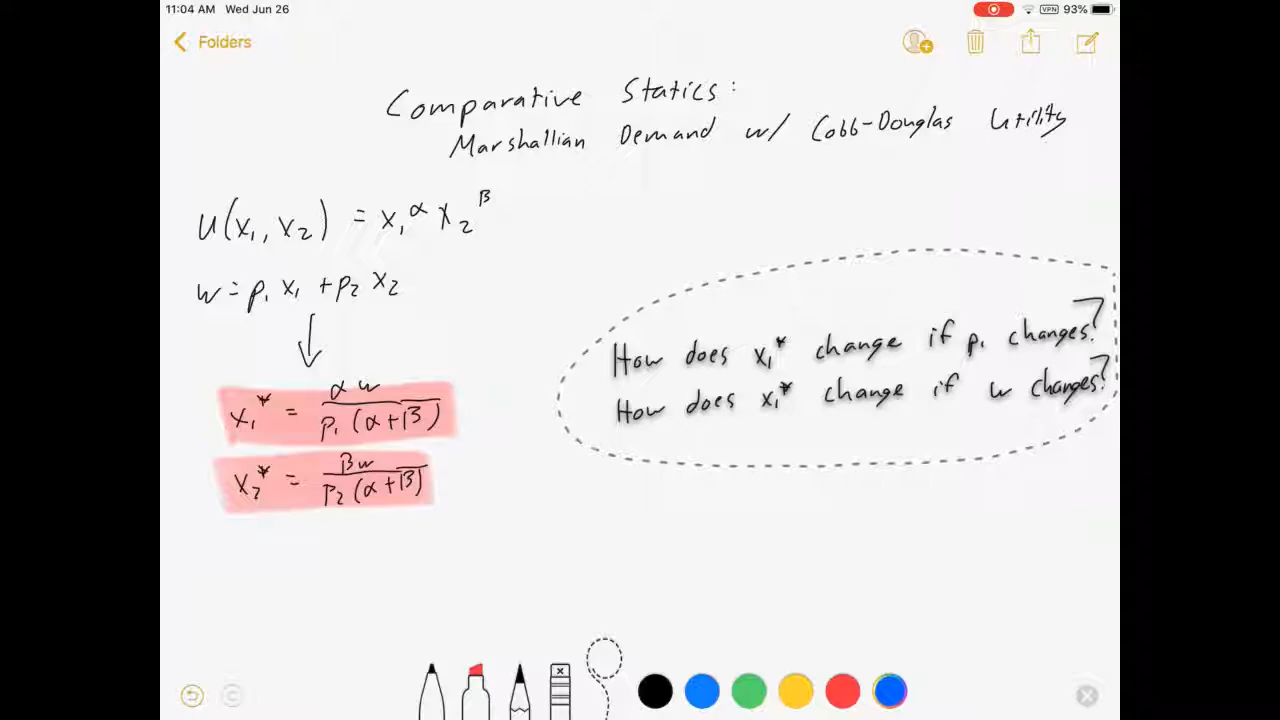 11:04 AM Wed Jun 26
VPN 93%
Folders
Comparative Statics:
Marshallian Demand w/ Cobb-Douglas Utility
u(x₁, x₂) = x₁^α x₂^β
w = p₁ x₁ + p₂ x₂
x₁* = αw / p₁(α+β)
x₂* = βw / p₂(α+β)
How does x₁* change if p₁ changes?
How does x₁* change if w changes?